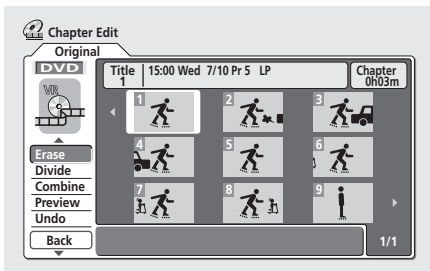 Chapter Edit
Original
DVD
VR
Title 1 15:00 Wed 7/10 Pr 5 LP
Chapter 0h03m
1 2 3
4 5 6
7 8 9
Erase
Divide
Combine
Preview
Undo
Back
1/1